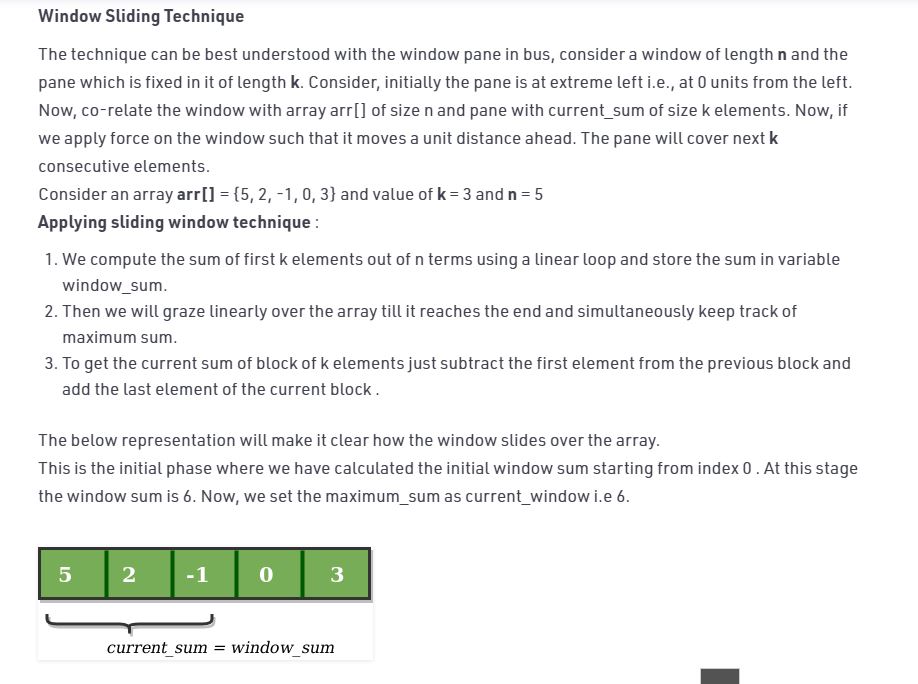 Window Sliding Technique
The technique can be best understood with the window pane in bus, consider a window of length n and the
pane which is fixed in it of length k. Consider, initially the pane is at extreme left i.e., at 0 units from the left.
Now, co-relate the window with array arr[] of size n and pane with current_sum of size k elements. Now, if
we apply force on the window such that it moves a unit distance ahead. The pane will cover next k
consecutive elements.
Consider an array arr[] = {5, 2, -1, 0, 3} and value of k = 3 and n = 5
Applying sliding window technique :
1. We compute the sum of first k elements out of n terms using a linear loop and store the sum in variable
window_sum.
2. Then we will graze linearly over the array till it reaches the end and simultaneously keep track of
maximum sum.
3. To get the current sum of block of k elements just subtract the first element from the previous block and
add the last element of the current block .
The below representation will make it clear how the window slides over the array.
This is the initial phase where we have calculated the initial window sum starting from index 0 . At this stage
the window sum is 6. Now, we set the maximum_sum as current_window i.e 6.
5 2 -1 0 3
current_sum = window_sum